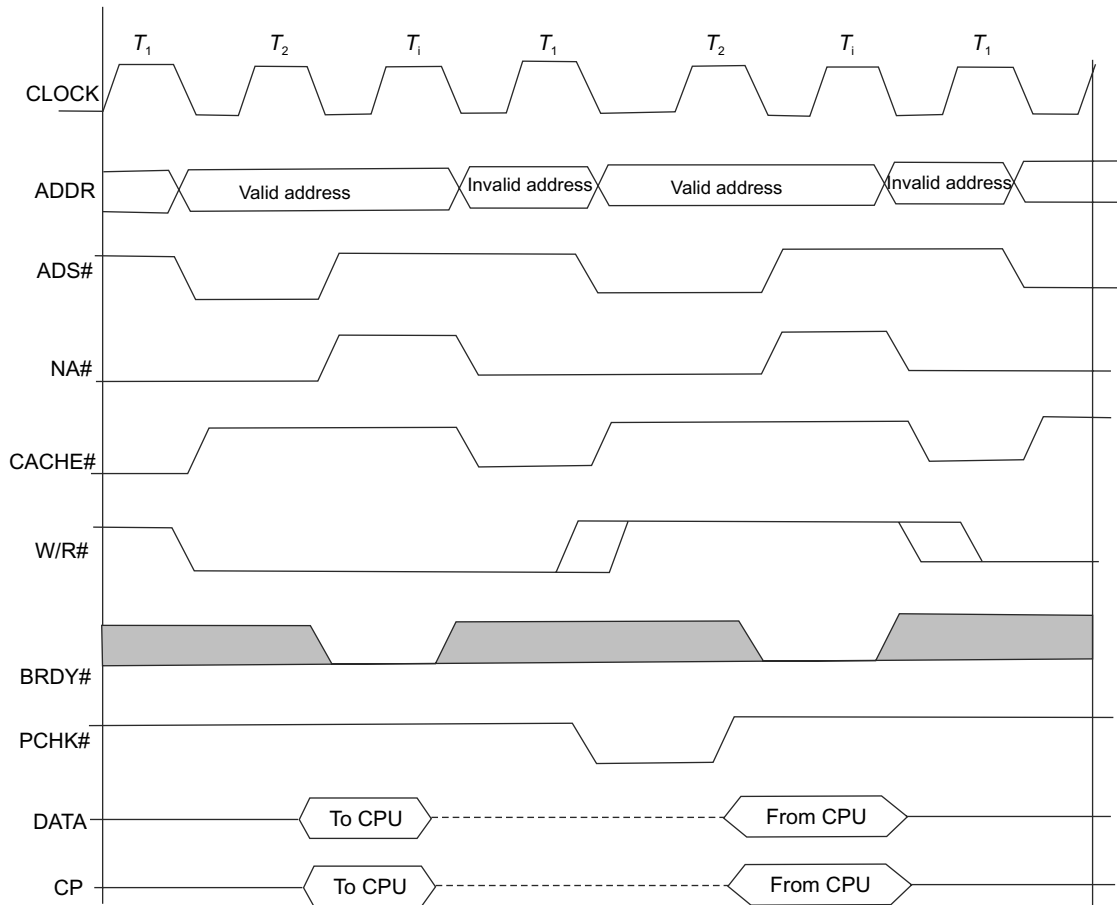 T1 T2 Ti T1 T2 Ti T1
CLOCK
ADDR Valid address Invalid address Valid address Invalid address
ADS#
NA#
CACHE#
W/R#
BRDY#
PCHK#
DATA To CPU From CPU
CP To CPU From CPU